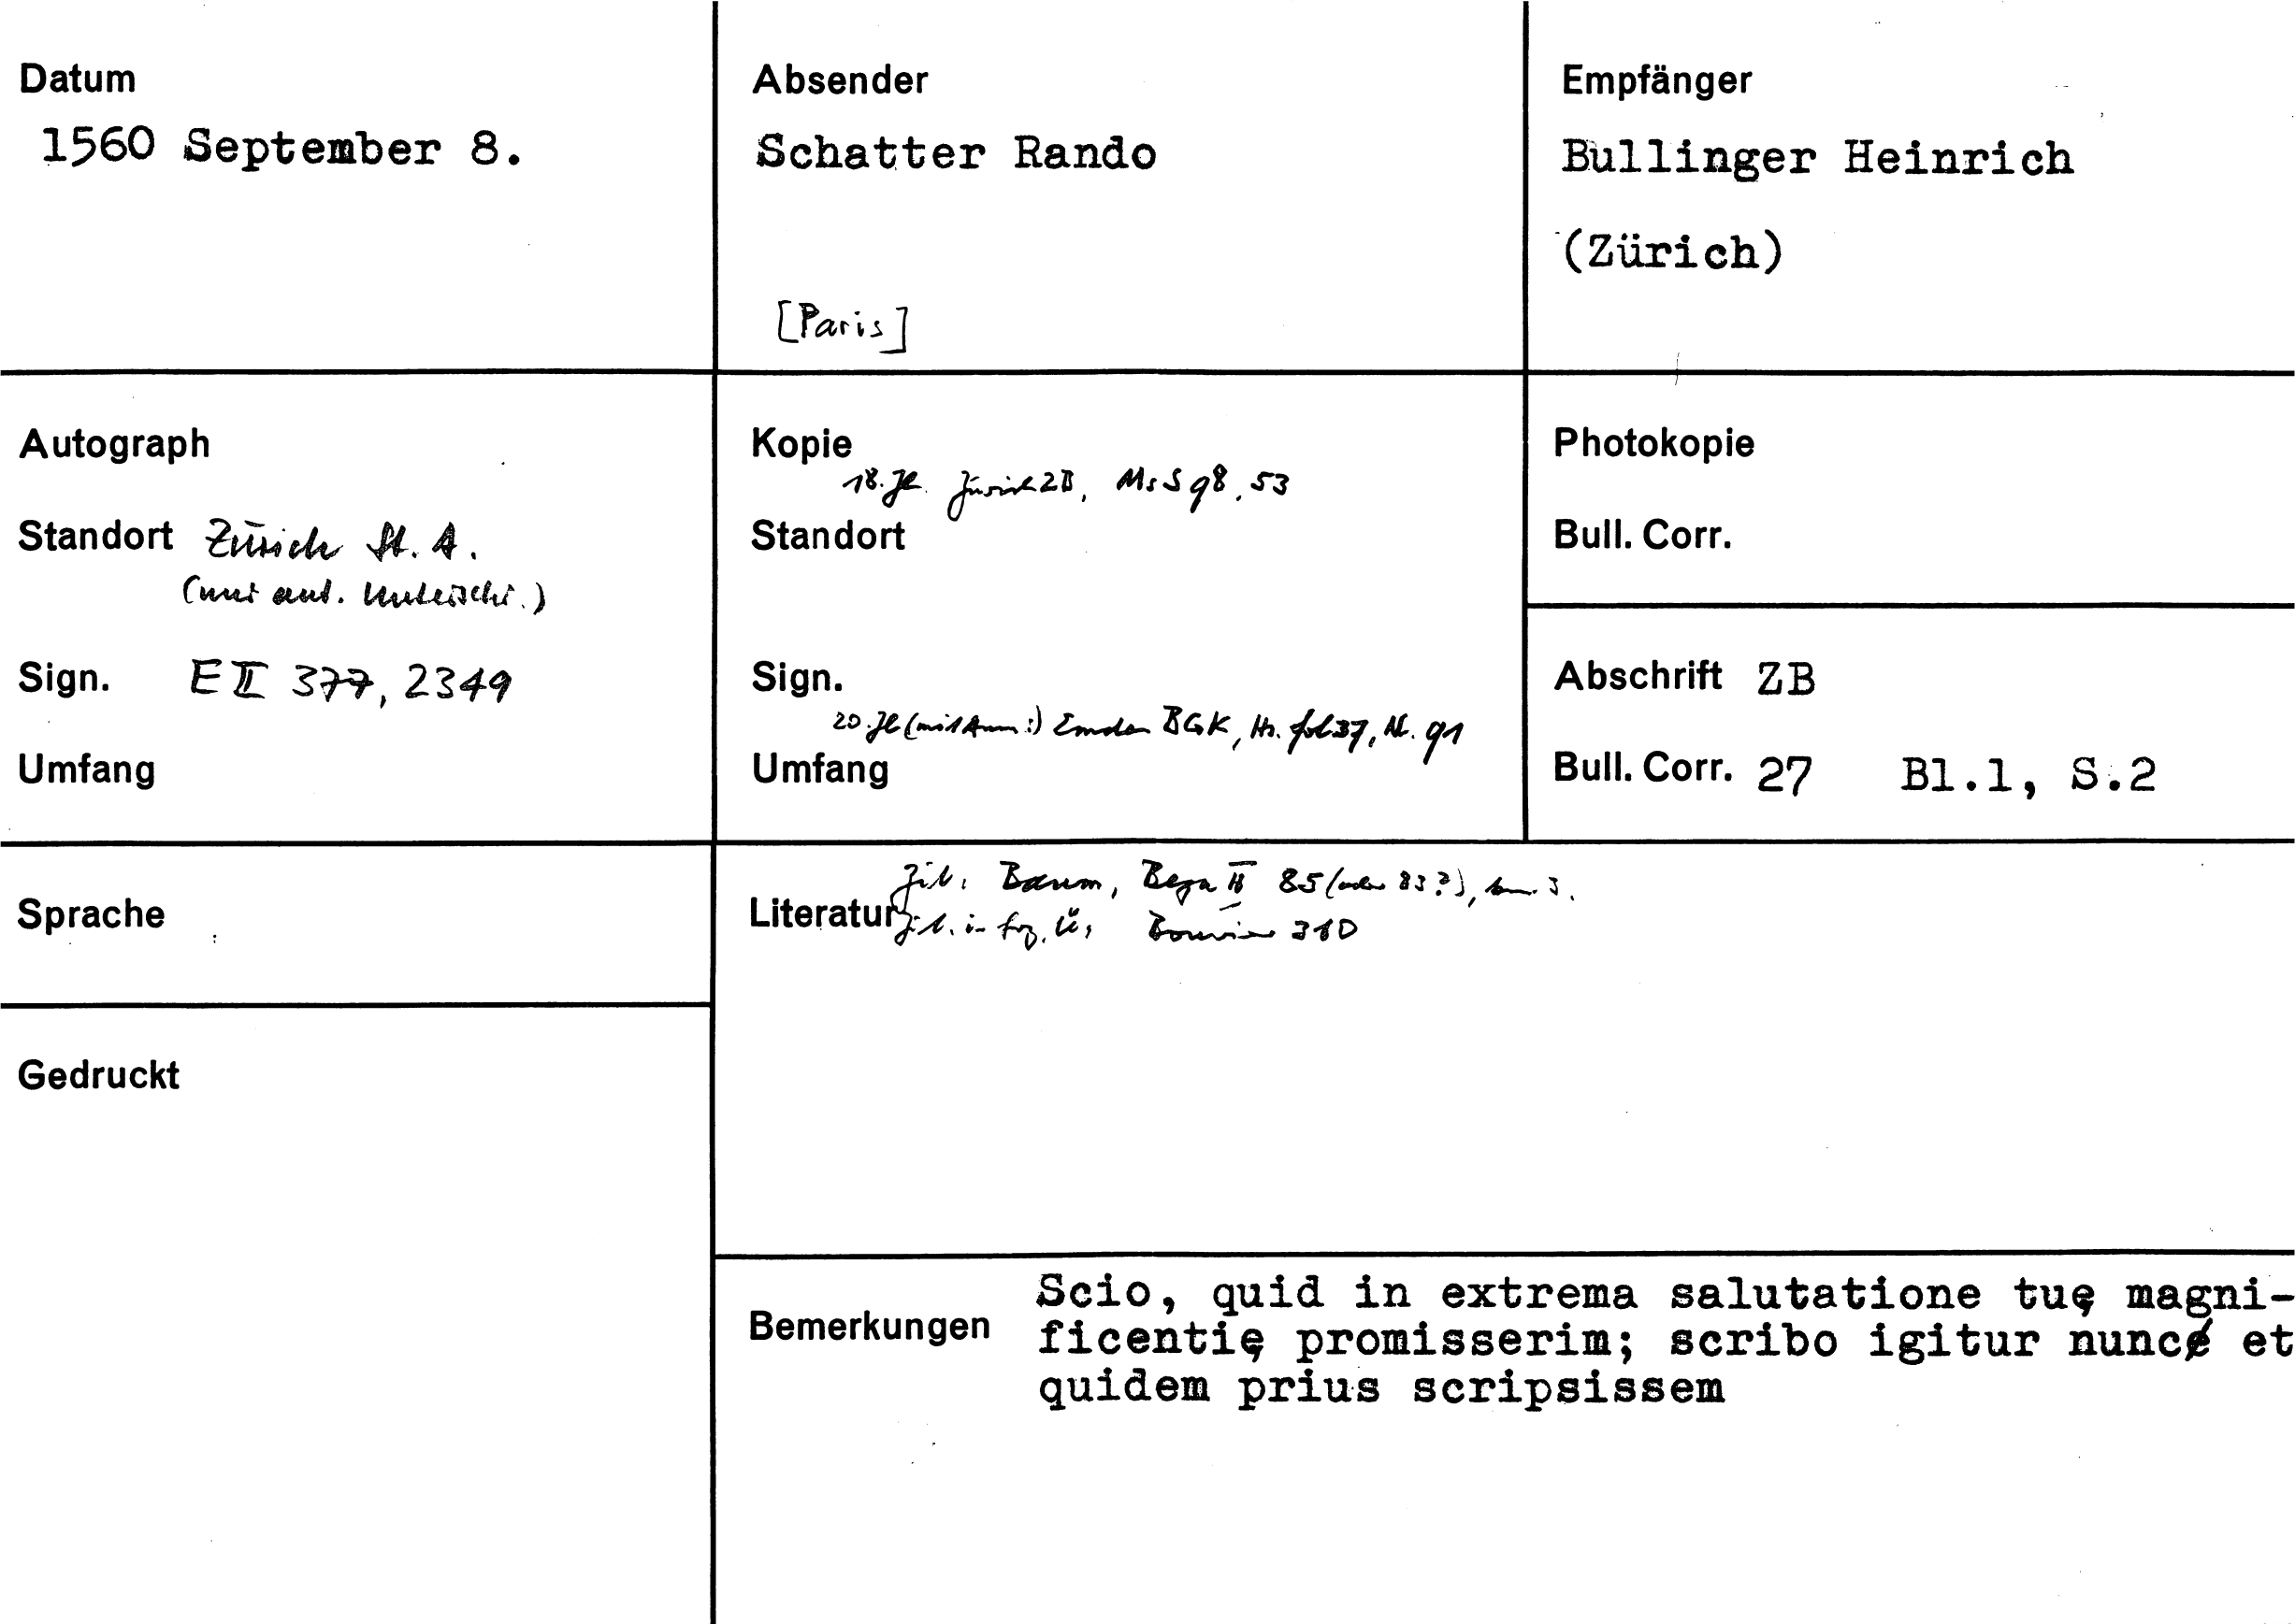 Datum
1560 September 8.
Absender
Schatter Rando
[Paris]
Empfänger
Bullinger Heinrich
(Zürich)
Autograph
Standort Zürich St. A.
(mit aut. Unterschr.)
Sign. E II 377, 2349
Umfang
Kopie
18. Jh. Zürich ZB, Ms S 98, 53
Standort
Sign.
20. Jh (mit Anm.) Emden BGK, Hs. fol 37, Nr. 91
Umfang
Photokopie
Bull. Corr.
Abschrift ZB
Bull. Corr. 27 Bl.1, S.2
Sprache
Zit. Baum, Beza II 85 (oder 83?), Anm. 3.
Literatur Zit. in frz. Ü, Bouvier 310
Gedruckt
Bemerkungen
Scio, quid in extrema salutatione tuę magni-
ficentię promisserim; scribo igitur nunc et
quidem prius scripsissem